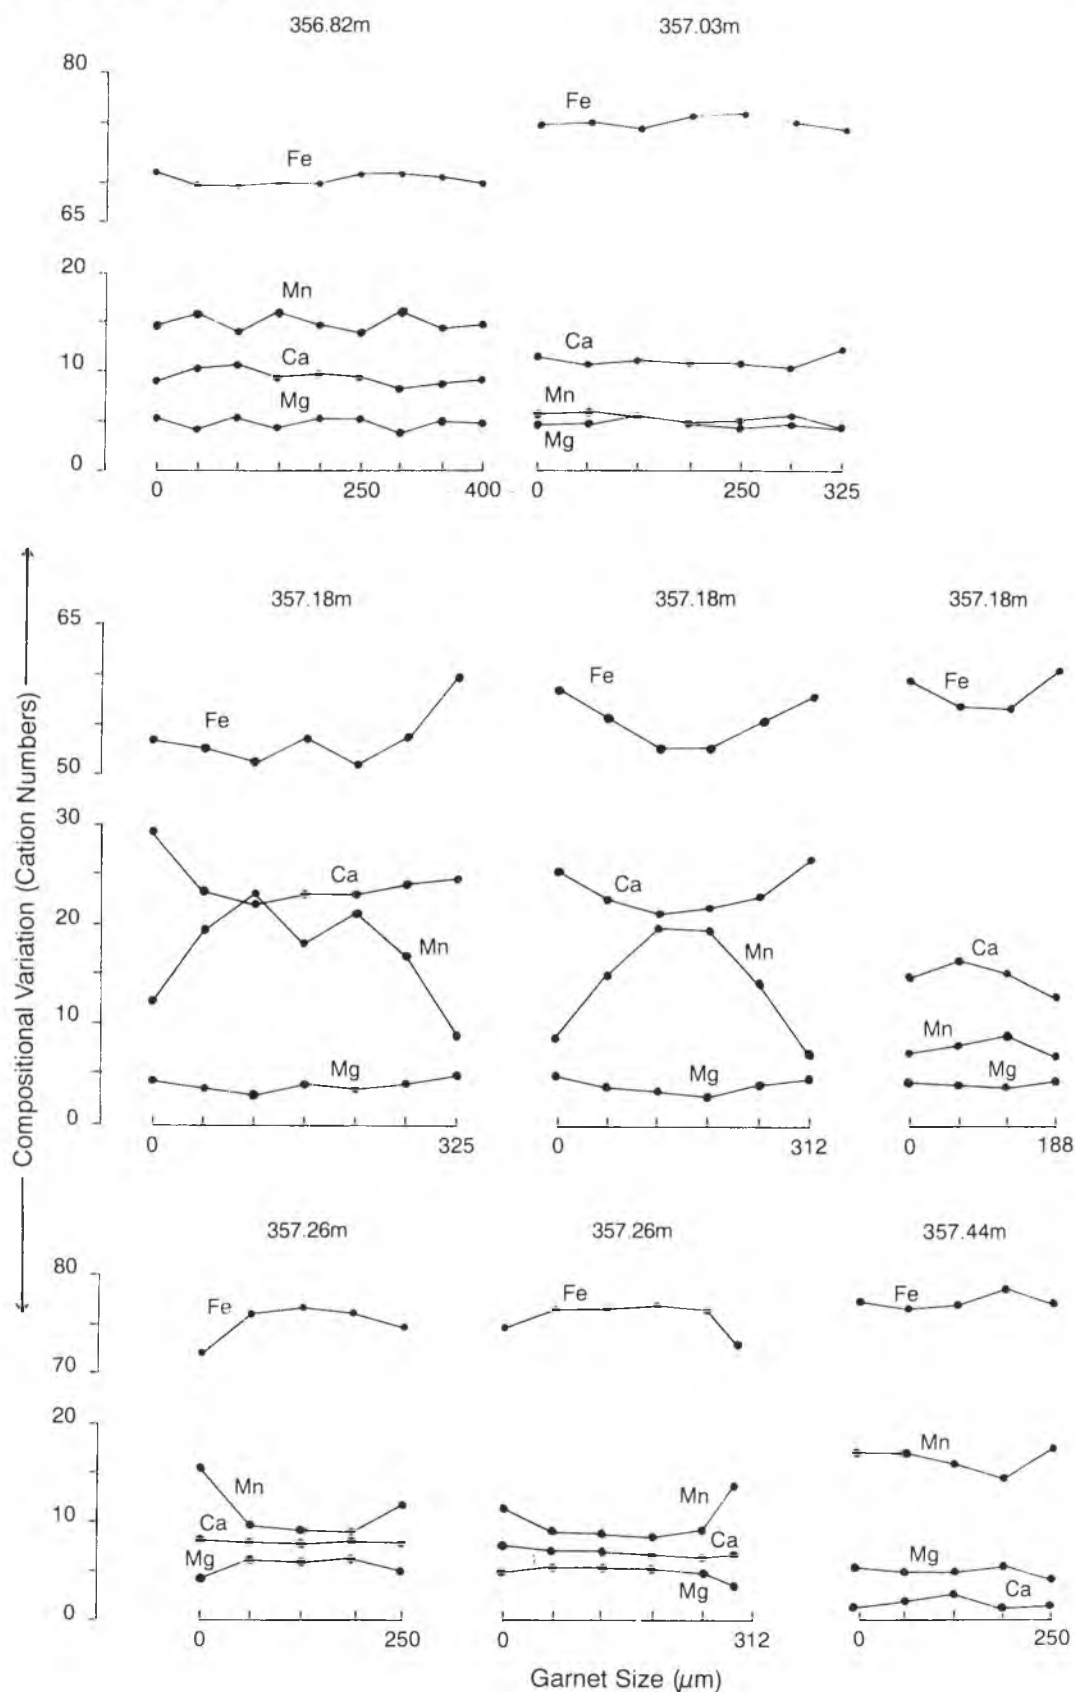 356.82m 357.03m
80
Fe
Fe
65
20
Mn
Ca
Ca
Mg
Mn
10
Mg
0
0 250 400 0 250 325
357.18m 357.18m 357.18m
65
Fe
Fe
Fe
50
30
Ca
Ca
20
Mn
Mn
Ca
10
Mn
Mg
Mg
Mg
0
0 325 0 312 0 188
Compositional Variation (Cation Numbers)
357.26m 357.26m 357.44m
80
Fe
Fe
Fe
70
20
Mn
Mn
Mn
10
Ca
Ca
Mg
Mg
Mg
Ca
0
0 250 0 312 0 250
Garnet Size (µm)